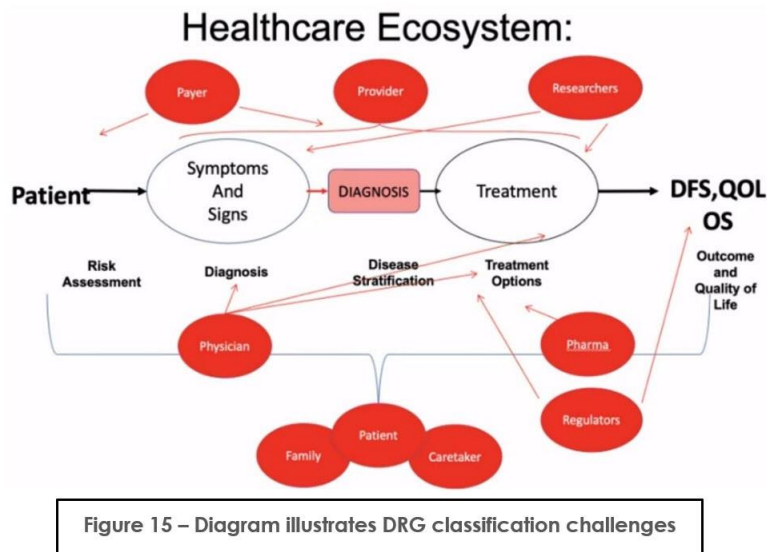 Healthcare Ecosystem:
Payer
Provider
Researchers
Patient
Symptoms
And
Signs
DIAGNOSIS
Treatment
DFS,QOL
OS
Risk
Assessment
Diagnosis
Disease
Stratification
Treatment
Options
Outcome
and
Quality of
Life
Physician
Pharma
Regulators
Family
Patient
Caretaker
Figure 15 – Diagram illustrates DRG classification challenges